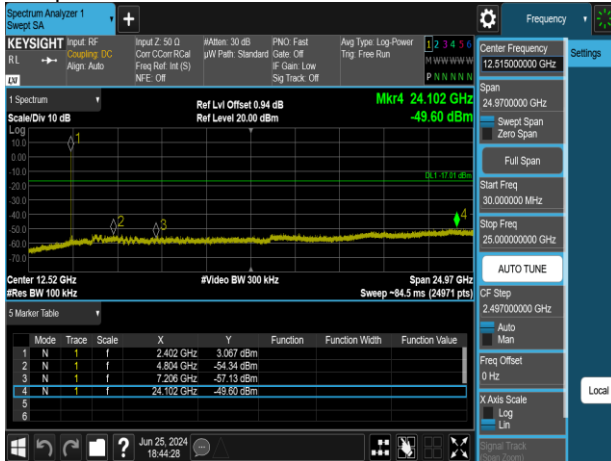 Spectrum Analyzer 1
Swept SA
+
Frequency
KEYSIGHT
RL
LXI
Input: RF
Coupling: DC
Align: Auto
Input Z: 50 Ω
Corr CCorr RCal
Freq Ref: Int (S)
NFE: Off
#Atten: 30 dB
µW Path: Standard
PNO: Fast
Gate: Off
IF Gain: Low
Sig Track: Off
Avg Type: Log-Power
Trig: Free Run
1 2 3 4 5 6
M W W W W W
P N N N N N
1 Spectrum
Scale/Div 10 dB
Ref Lvl Offset 0.94 dB
Ref Level 20.00 dBm
Mkr4 24.102 GHz
-49.60 dBm
Log
10.0
0.00
-10.0
-20.0
-30.0
-40.0
-50.0
-60.0
-70.0
1
2
3
4
DL1 -17.01 dBm
Center 12.52 GHz
#Res BW 100 kHz
#Video BW 300 kHz
Span 24.97 GHz
Sweep ~84.5 ms (24971 pts)
5 Marker Table
Mode Trace Scale X Y Function Function Width Function Value
1 N 1 f 2.402 GHz 3.067 dBm
2 N 1 f 4.804 GHz -54.34 dBm
3 N 1 f 7.206 GHz -57.13 dBm
4 N 1 f 24.102 GHz -49.60 dBm
5
6
?
Jun 25, 2024
18:44:28
Center Frequency
12.515000000 GHz
Span
24.9700000 GHz
Swept Span
Zero Span
Full Span
Start Freq
30.000000 MHz
Stop Freq
25.000000000 GHz
AUTO TUNE
CF Step
2.497000000 GHz
Auto
Man
Freq Offset
0 Hz
X Axis Scale
Log
Lin
Signal Track
(Span Zoom)
Settings
Local